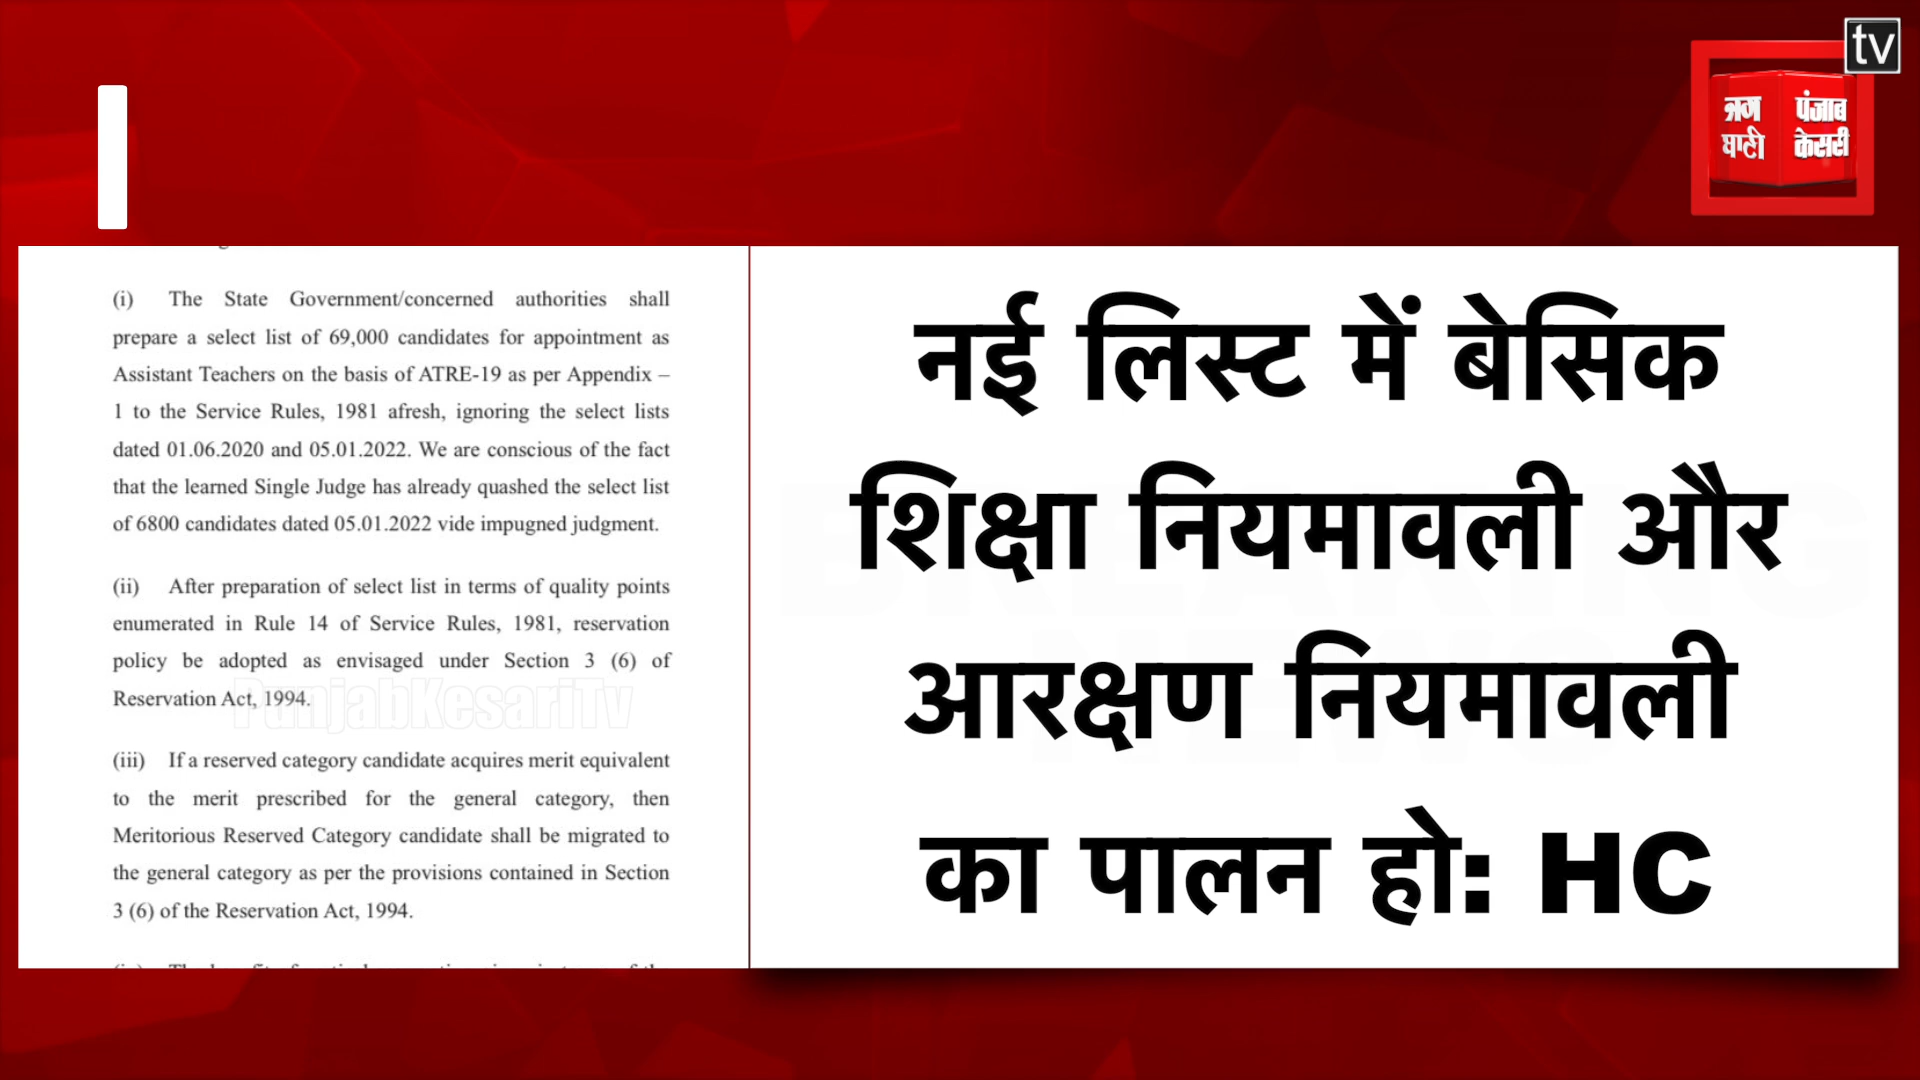 tv
पंजाब
केसरी
(i) The State Government/concerned authorities shall
prepare a select list of 69,000 candidates for appointment as
Assistant Teachers on the basis of ATRE-19 as per Appendix –
1 to the Service Rules, 1981 afresh, ignoring the select lists
dated 01.06.2020 and 05.01.2022. We are conscious of the fact
that the learned Single Judge has already quashed the select list
of 6800 candidates dated 05.01.2022 vide impugned judgment.
(ii) After preparation of select list in terms of quality points
enumerated in Rule 14 of Service Rules, 1981, reservation
policy be adopted as envisaged under Section 3 (6) of
Reservation Act, 1994.
PunjabKesariTv
(iii) If a reserved category candidate acquires merit equivalent
to the merit prescribed for the general category, then
Meritorious Reserved Category candidate shall be migrated to
the general category as per the provisions contained in Section
3 (6) of the Reservation Act, 1994.
नई लिस्ट में बेसिक
शिक्षा नियमावली और
आरक्षण नियमावली
का पालन हो: HC